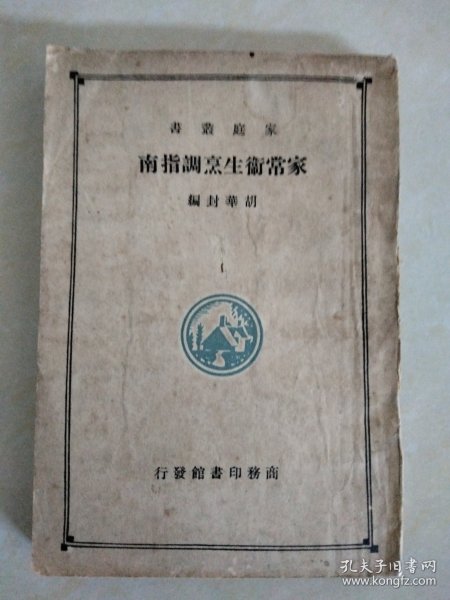 家庭叢書
家常衞生烹調指南
胡華封編
商務印書館發行
孔夫子旧书网
www.kongfz.com